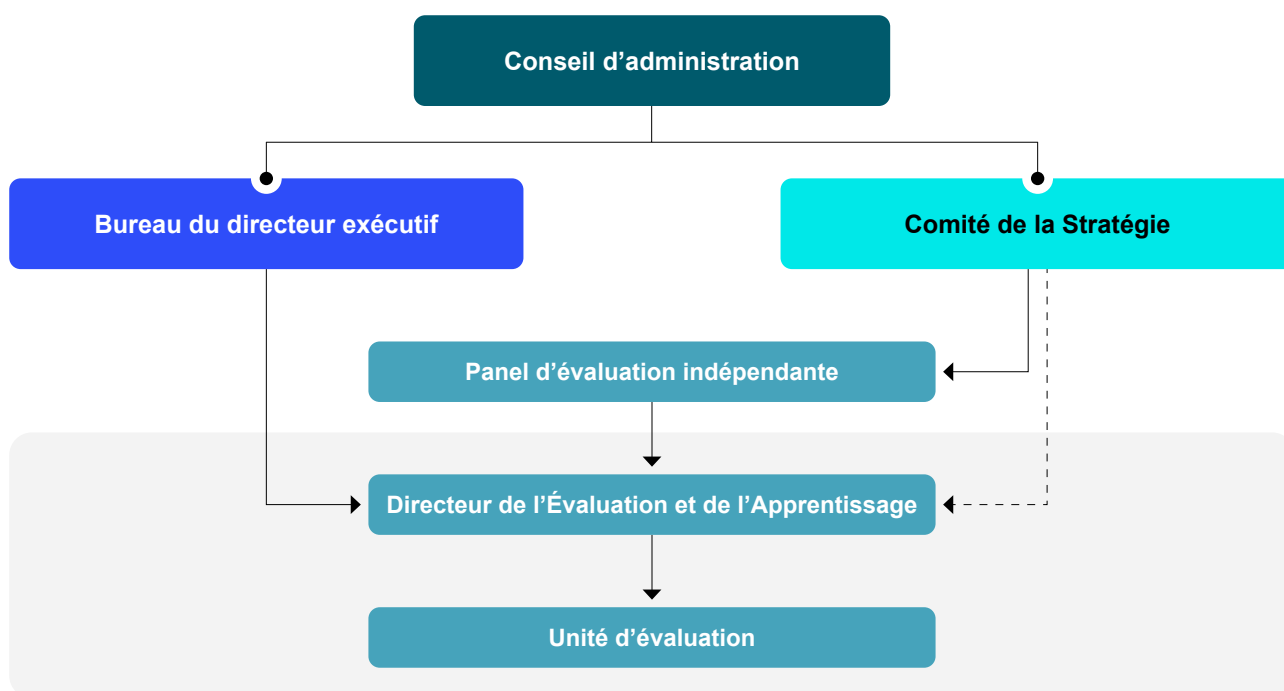 Conseil d’administration
Bureau du directeur exécutif
Comité de la Stratégie
Panel d’évaluation indépendante
Directeur de l’Évaluation et de l’Apprentissage
Unité d’évaluation